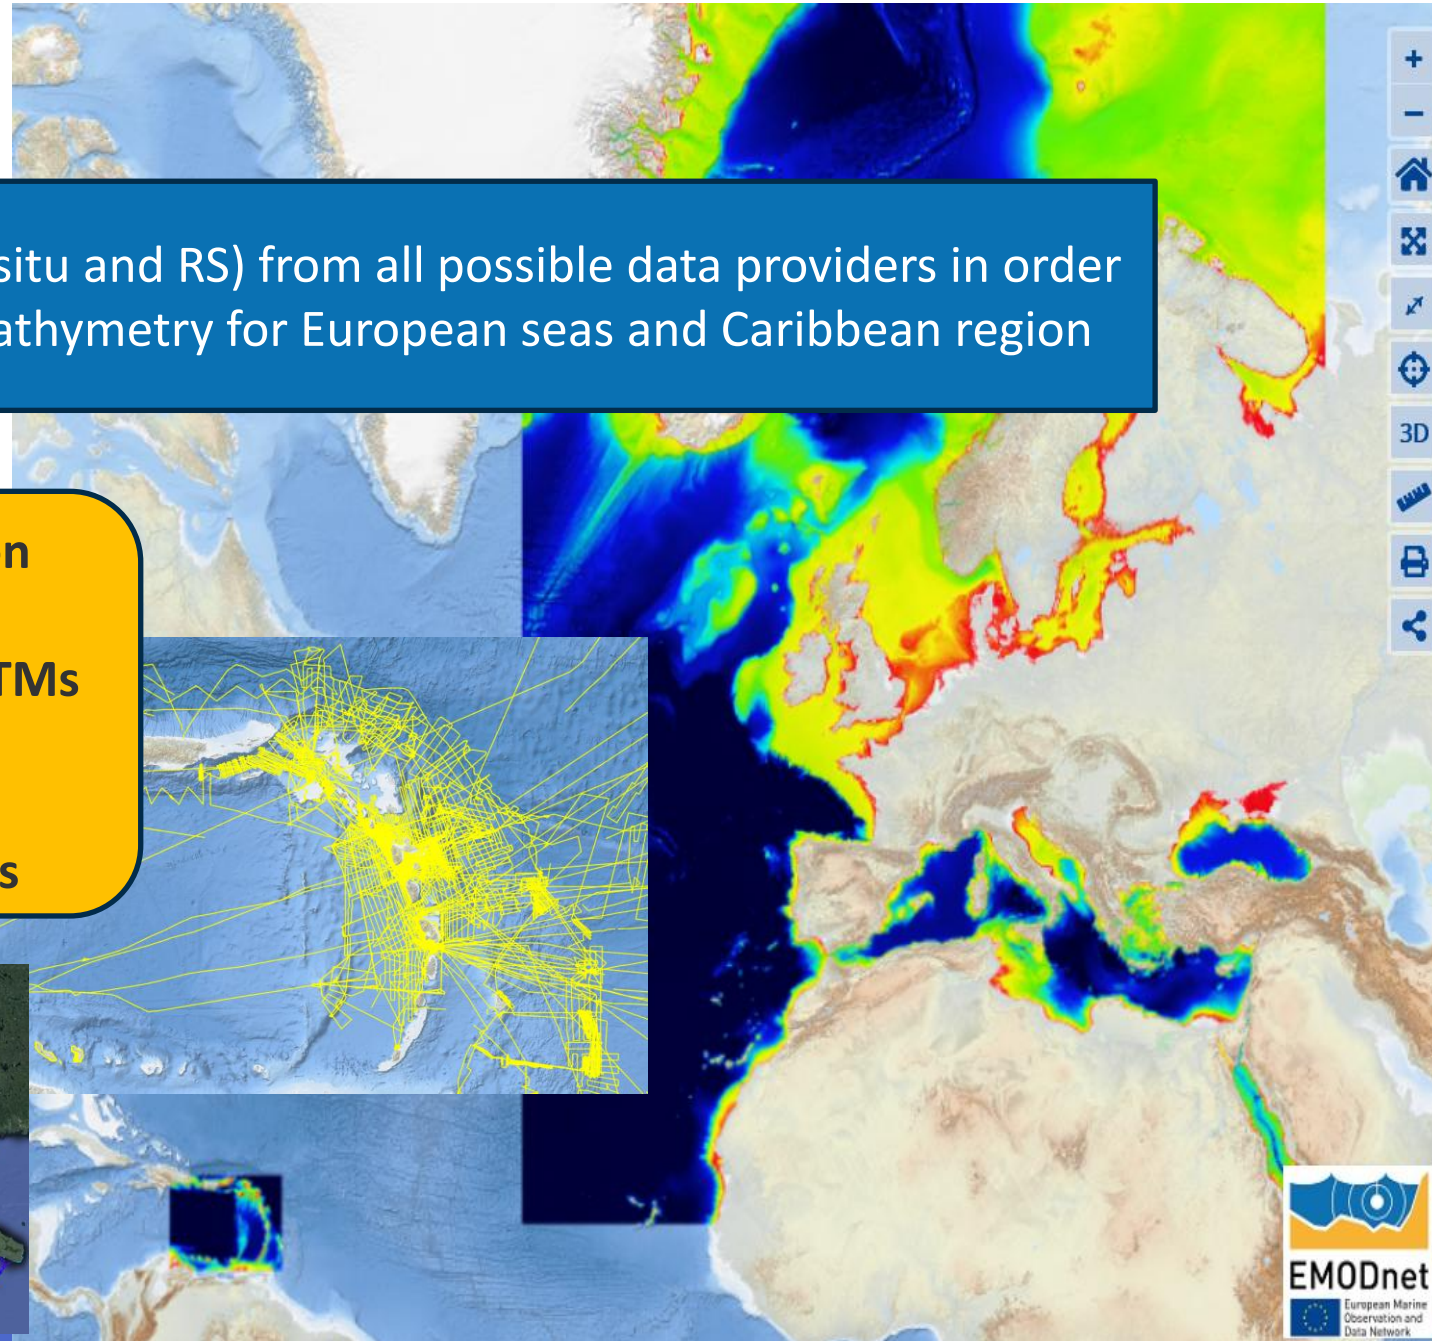 situ and RS) from all possible data providers in order
athymetry for European seas and Caribbean region
n
TMs
s
+
−
3D
EMODnet
European Marine
Observation and
Data Network